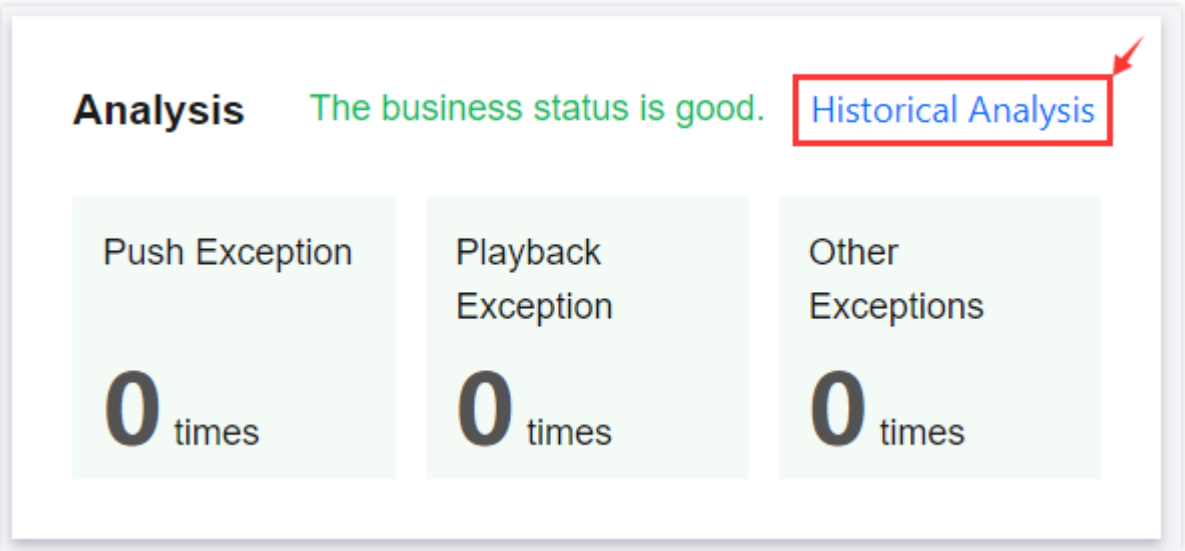 Analysis The business status is good. Historical Analysis
Push Exception
Playback
Exception
Other
Exceptions
0 times
0 times
0 times